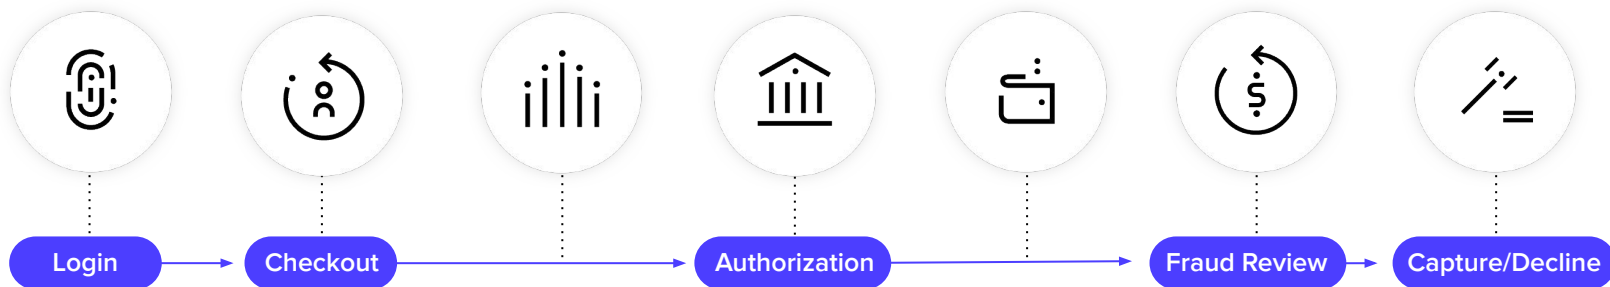 Login
Checkout
Authorization
Fraud Review
Capture/Decline